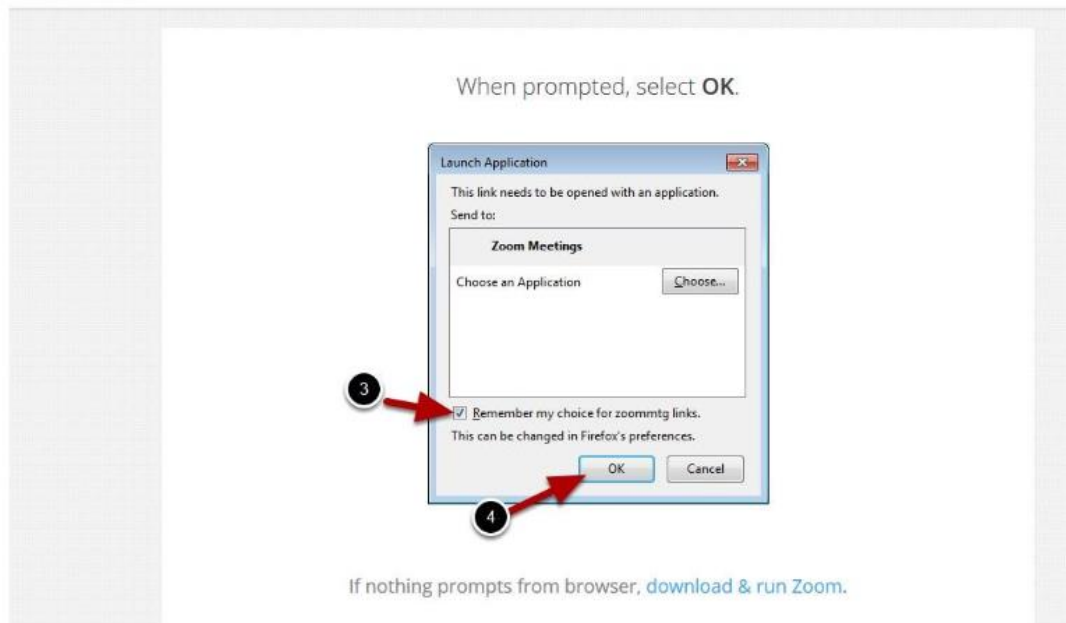 When prompted, select OK.
Launch Application
This link needs to be opened with an application.
Send to:
Zoom Meetings
Choose an Application
Choose...
3
Remember my choice for zoommtg links.
This can be changed in Firefox's preferences.
OK
Cancel
4
If nothing prompts from browser, download & run Zoom.